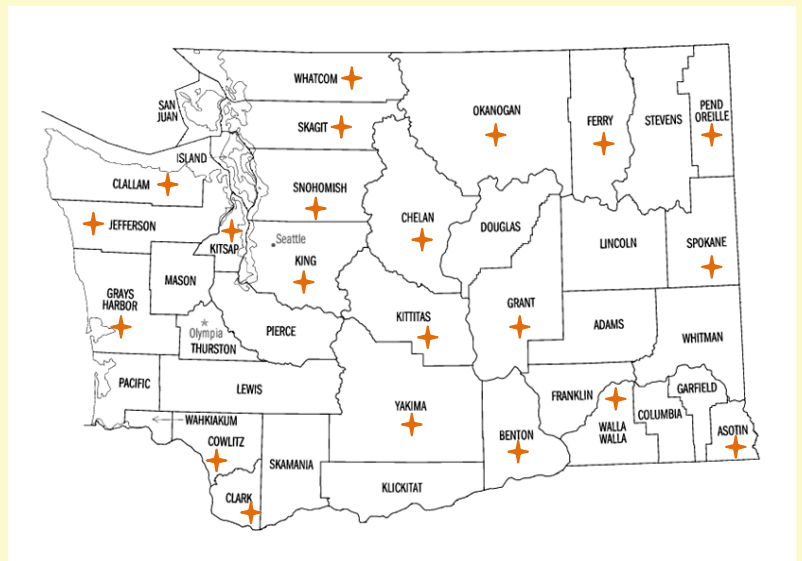 WHATCOM
SAN
JUAN
SKAGIT
OKANOGAN
FERRY
STEVENS
PEND
OREILLE
ISLAND
CLALLAM
SNOHOMISH
JEFFERSON
CHELAN
DOUGLAS
KITSAP
Seattle
KING
LINCOLN
SPOKANE
MASON
GRAYS
HARBOR
GRANT
KITTITAS
ADAMS
Olympia
THURSTON
PIERCE
WHITMAN
PACIFIC
LEWIS
FRANKLIN
GARFIELD
YAKIMA
COLUMBIA
WAHKIAKUM
COWLITZ
BENTON
WALLA
WALLA
ASOTIN
SKAMANIA
KLICKITAT
CLARK